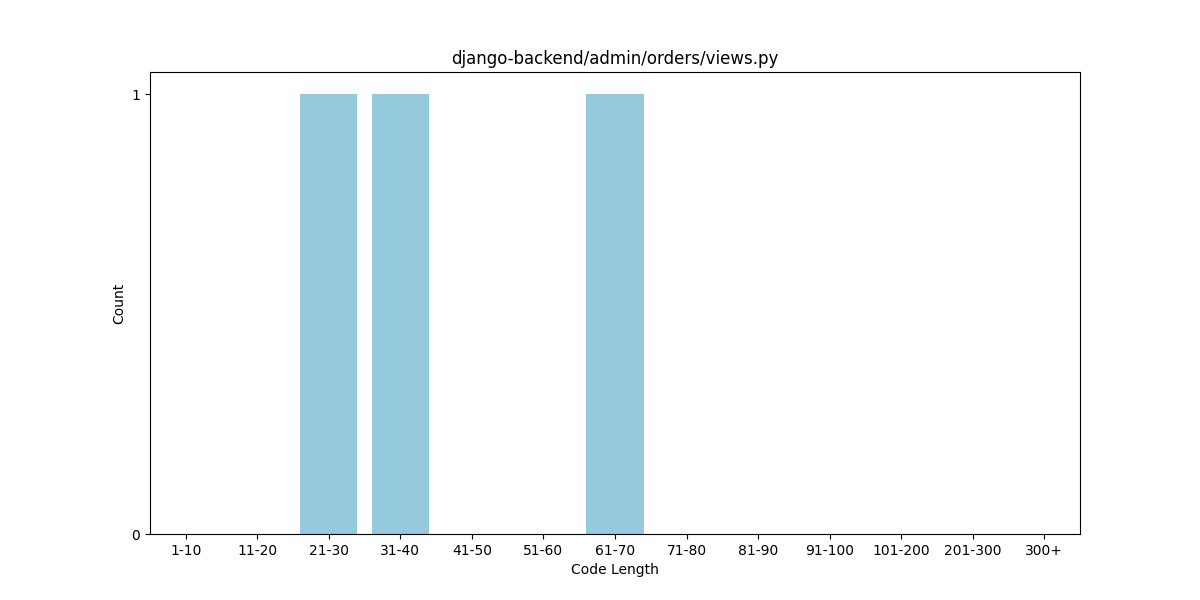 django-backend/admin/orders/views.py
1
Count
0
1-10 11-20 21-30 31-40 41-50 51-60 61-70 71-80 81-90 91-100 101-200 201-300 300+
Code Length